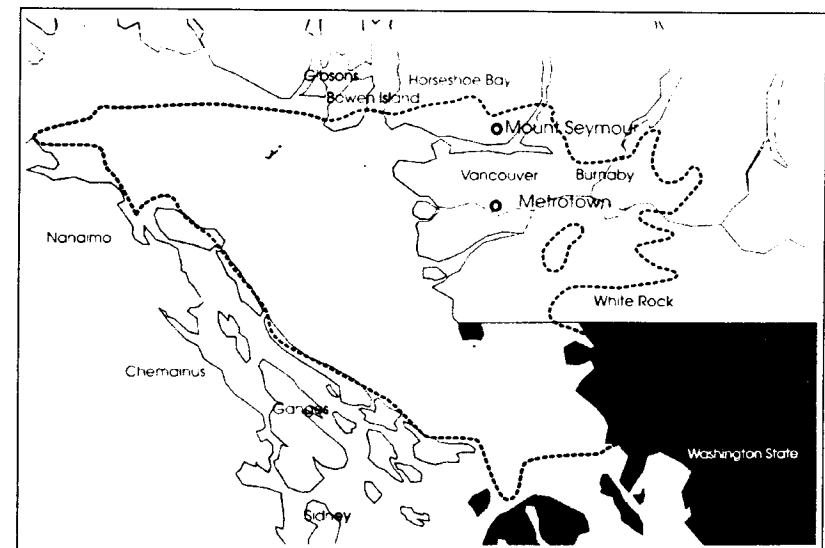 Gibsons
Horseshoe Bay
Bowen Island
Mount Seymour
Vancouver
Burnaby
Metrotown
Nanaimo
White Rock
Chemainus
Ganges
Washington State
Sidney